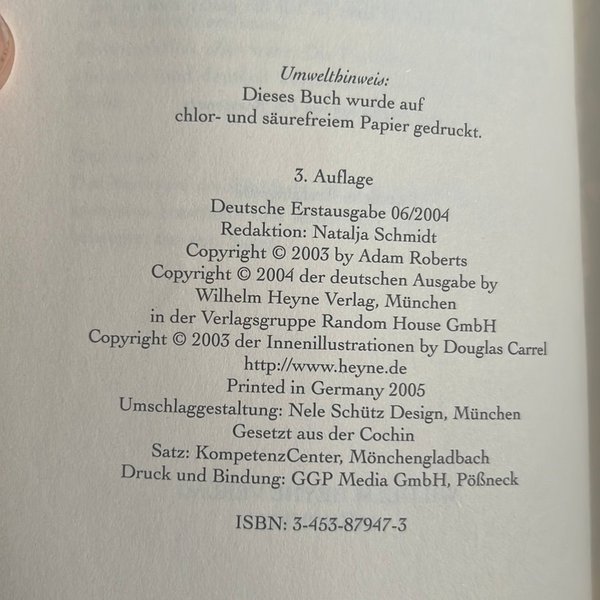 Umwelthinweis:
Dieses Buch wurde auf
chlor- und säurefreiem Papier gedruckt.
3. Auflage
Deutsche Erstausgabe 06/2004
Redaktion: Natalja Schmidt
Copyright © 2003 by Adam Roberts
Copyright © 2004 der deutschen Ausgabe by
Wilhelm Heyne Verlag, München
in der Verlagsgruppe Random House GmbH
Copyright © 2003 der Innenillustrationen by Douglas Carrel
http://www.heyne.de
Printed in Germany 2005
Umschlaggestaltung: Nele Schütz Design, München
Gesetzt aus der Cochin
Satz: KompetenzCenter, Mönchengladbach
Druck und Bindung: GGP Media GmbH, Pößneck
ISBN: 3-453-87947-3